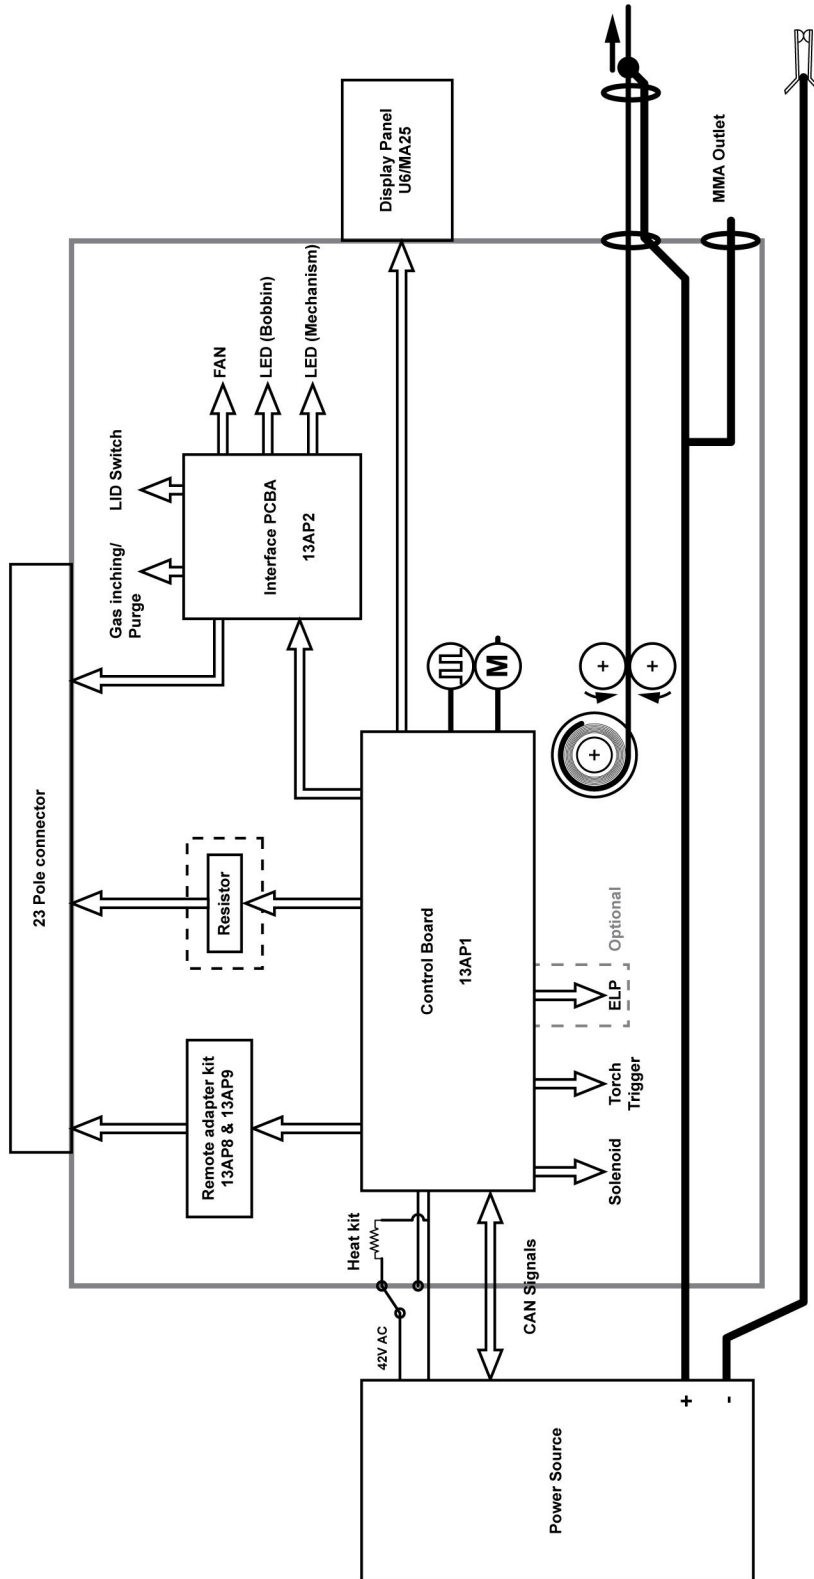 23 Pole connector
Remote adapter kit
13AP8 & 13AP9
Resistor
Gas inching/
Purge
LID Switch
Interface PCBA
13AP2
FAN
LED (Bobbin)
LED (Mechanism)
Display Panel
U6/MA25
Heat kit
42V AC
CAN Signals
Control Board
13AP1
M
Solenoid
Torch
Trigger
ELP
Optional
+
+
+
MMA Outlet
Power Source
+
-